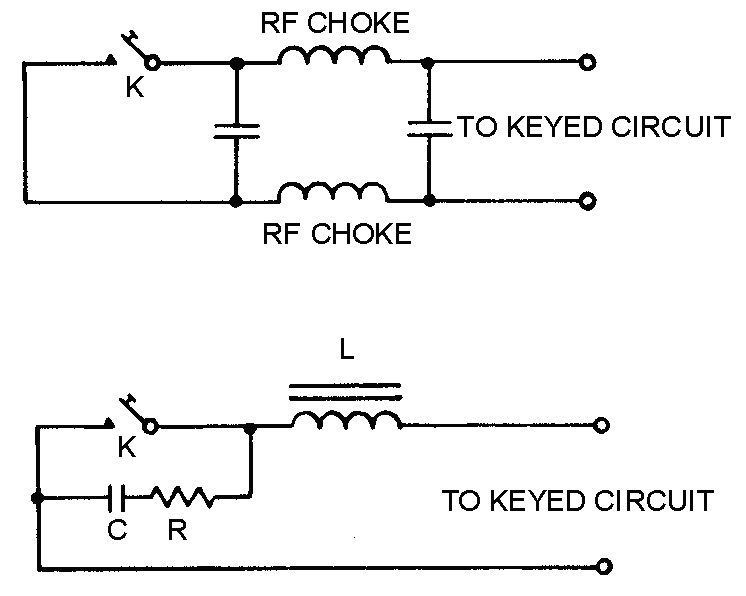 RF CHOKE
K
TO KEYED CIRCUIT
RF CHOKE
L
K
C R
TO KEYED CIRCUIT